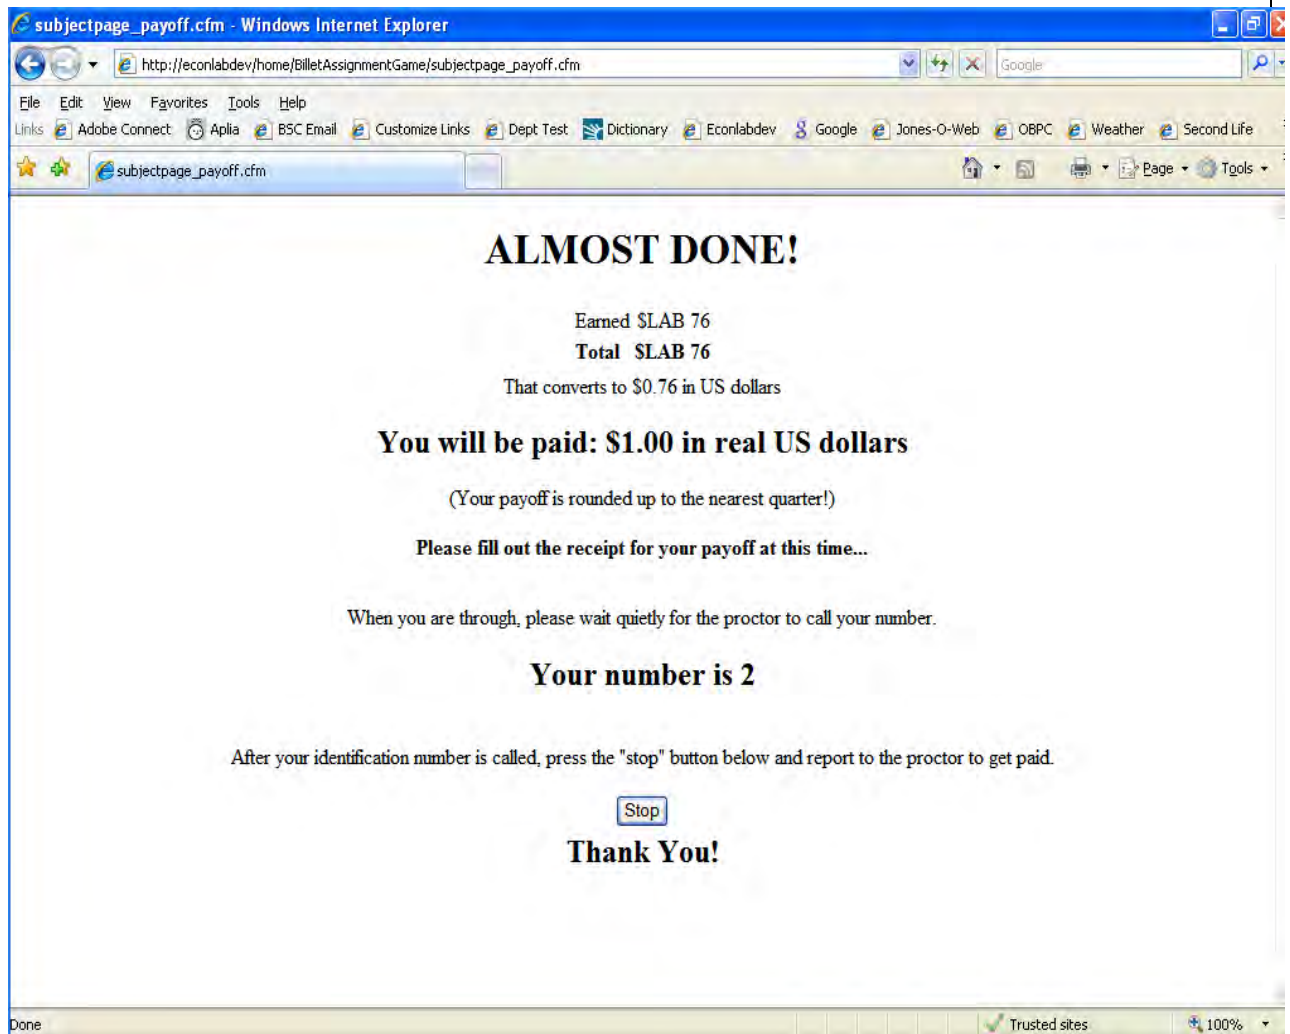 subjectpage_payoff.cfm - Windows Internet Explorer
http://econlabdev/home/BilletAssignmentGame/subjectpage_payoff.cfm Google
File Edit View Favorites Tools Help
Links Adobe Connect Aplia BSC Email Customize Links Dept Test Dictionary Econlabdev Google Jones-O-Web OBPC Weather Second Life
subjectpage_payoff.cfm Page Tools
ALMOST DONE!
Earned $LAB 76
Total $LAB 76
That converts to $0.76 in US dollars
You will be paid: $1.00 in real US dollars
(Your payoff is rounded up to the nearest quarter!)
Please fill out the receipt for your payoff at this time...
When you are through, please wait quietly for the proctor to call your number.
Your number is 2
After your identification number is called, press the "stop" button below and report to the proctor to get paid.
Stop
Thank You!
Done Trusted sites 100%